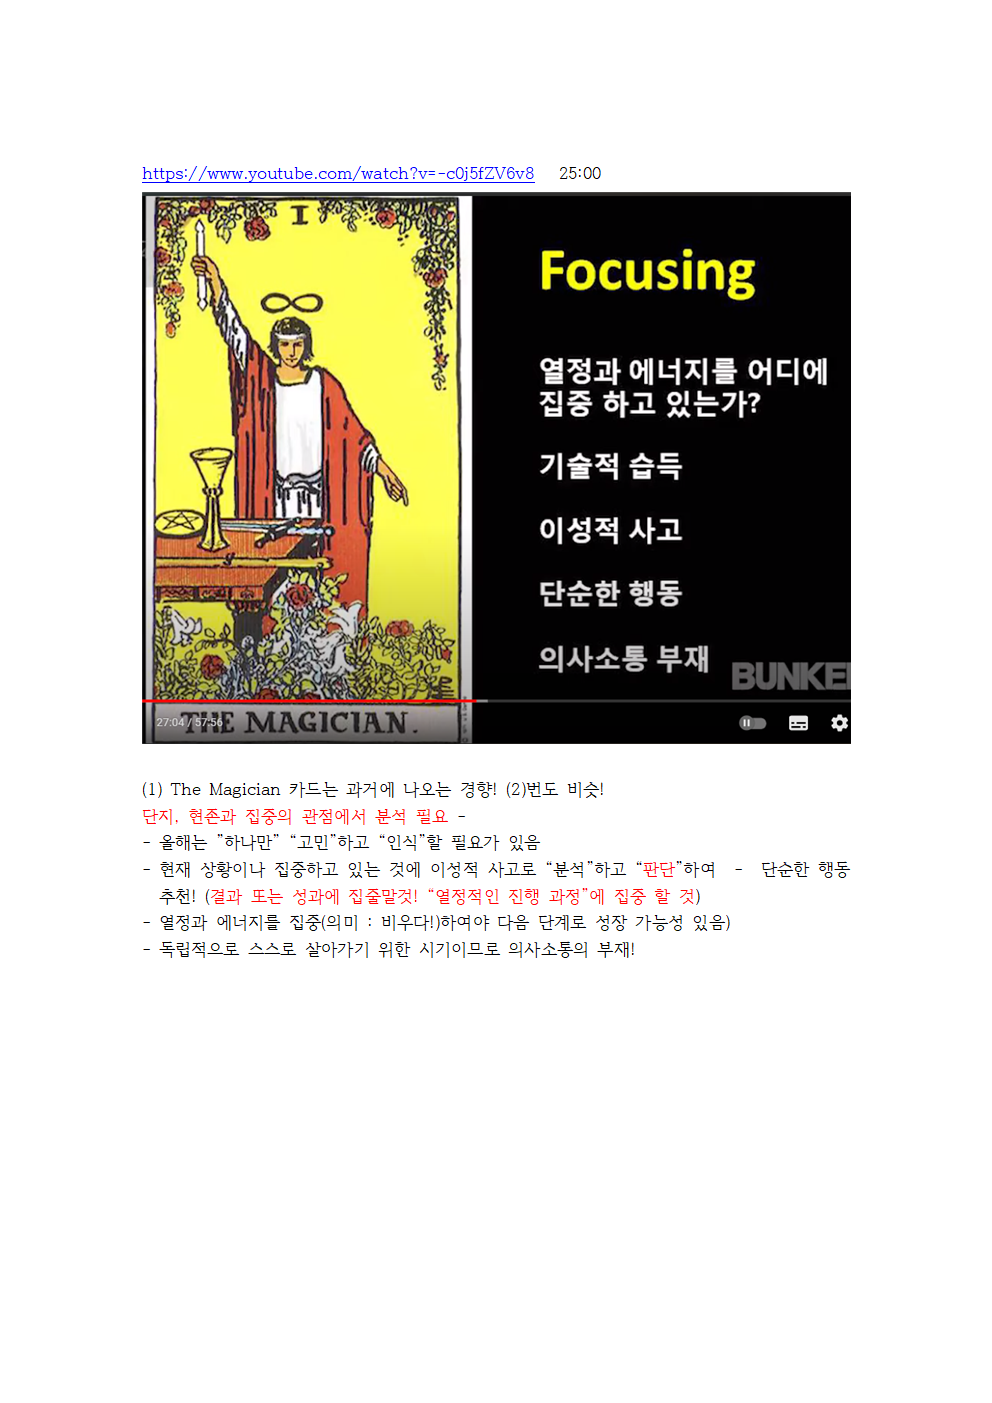 https://www.youtube.com/watch?v=-c0j5fZV6v8 25:00
I
Focusing
열정과 에너지를 어디에
집중 하고 있는가?
기술적 습득
이성적 사고
단순한 행동
의사소통 부재
BUNKE
27:04 / 57:56
THE MAGICIAN.
(1) The Magician 카드는 과거에 나오는 경향! (2)번도 비슷!
단지, 현존과 집중의 관점에서 분석 필요 -
- 올해는 ”하나만” “고민”하고 “인식”할 필요가 있음
- 현재 상황이나 집중하고 있는 것에 이성적 사고로 “분석”하고 “판단”하여 - 단순한 행동
추천! (결과 또는 성과에 집줄말것! “열정적인 진행 과정”에 집중 할 것)
- 열정과 에너지를 집중(의미 : 비우다!)하여야 다음 단계로 성장 가능성 있음)
- 독립적으로 스스로 살아가기 위한 시기이므로 의사소통의 부재!